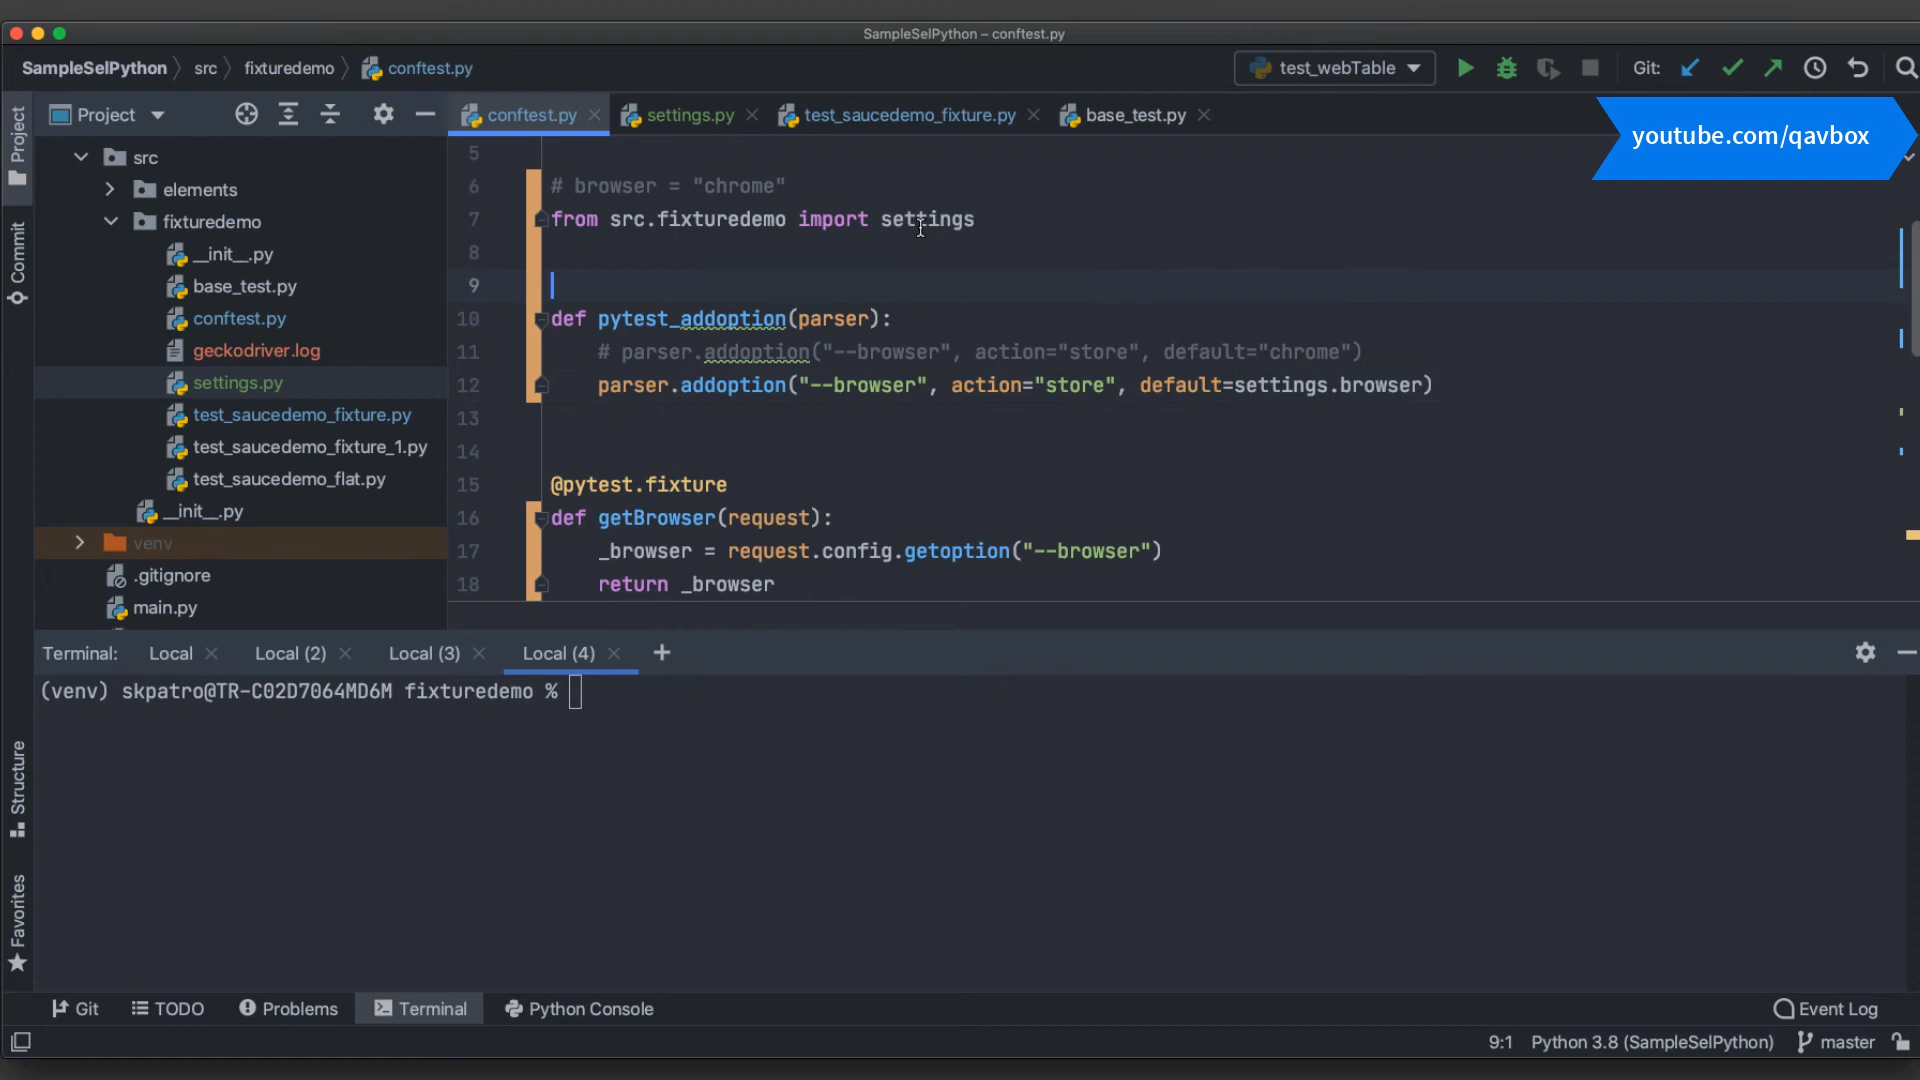 SampleSelPython – conftest.py
SampleSelPython
src
fixturedemo
conftest.py
test_webTable
Git:
Project
conftest.py
settings.py
test_saucedemo_fixture.py
base_test.py
youtube.com/qavbox
Project
Commit
Structure
Favorites
src
elements
fixturedemo
__init__.py
base_test.py
conftest.py
geckodriver.log
settings.py
test_saucedemo_fixture.py
test_saucedemo_fixture_1.py
test_saucedemo_flat.py
__init__.py
venv
.gitignore
main.py
5
6 # browser = "chrome"
7 from src.fixturedemo import settings
8
9
10 def pytest_addoption(parser):
11 # parser.addoption("--browser", action="store", default="chrome")
12 parser.addoption("--browser", action="store", default=settings.browser)
13
14
15 @pytest.fixture
16 def getBrowser(request):
17 _browser = request.config.getoption("--browser")
18 return _browser
Terminal:
Local
Local (2)
Local (3)
Local (4)
(venv) skpatro@TR-C02D7064MD6M fixturedemo %
Git
TODO
Problems
Terminal
Python Console
Event Log
9:1
Python 3.8 (SampleSelPython)
master